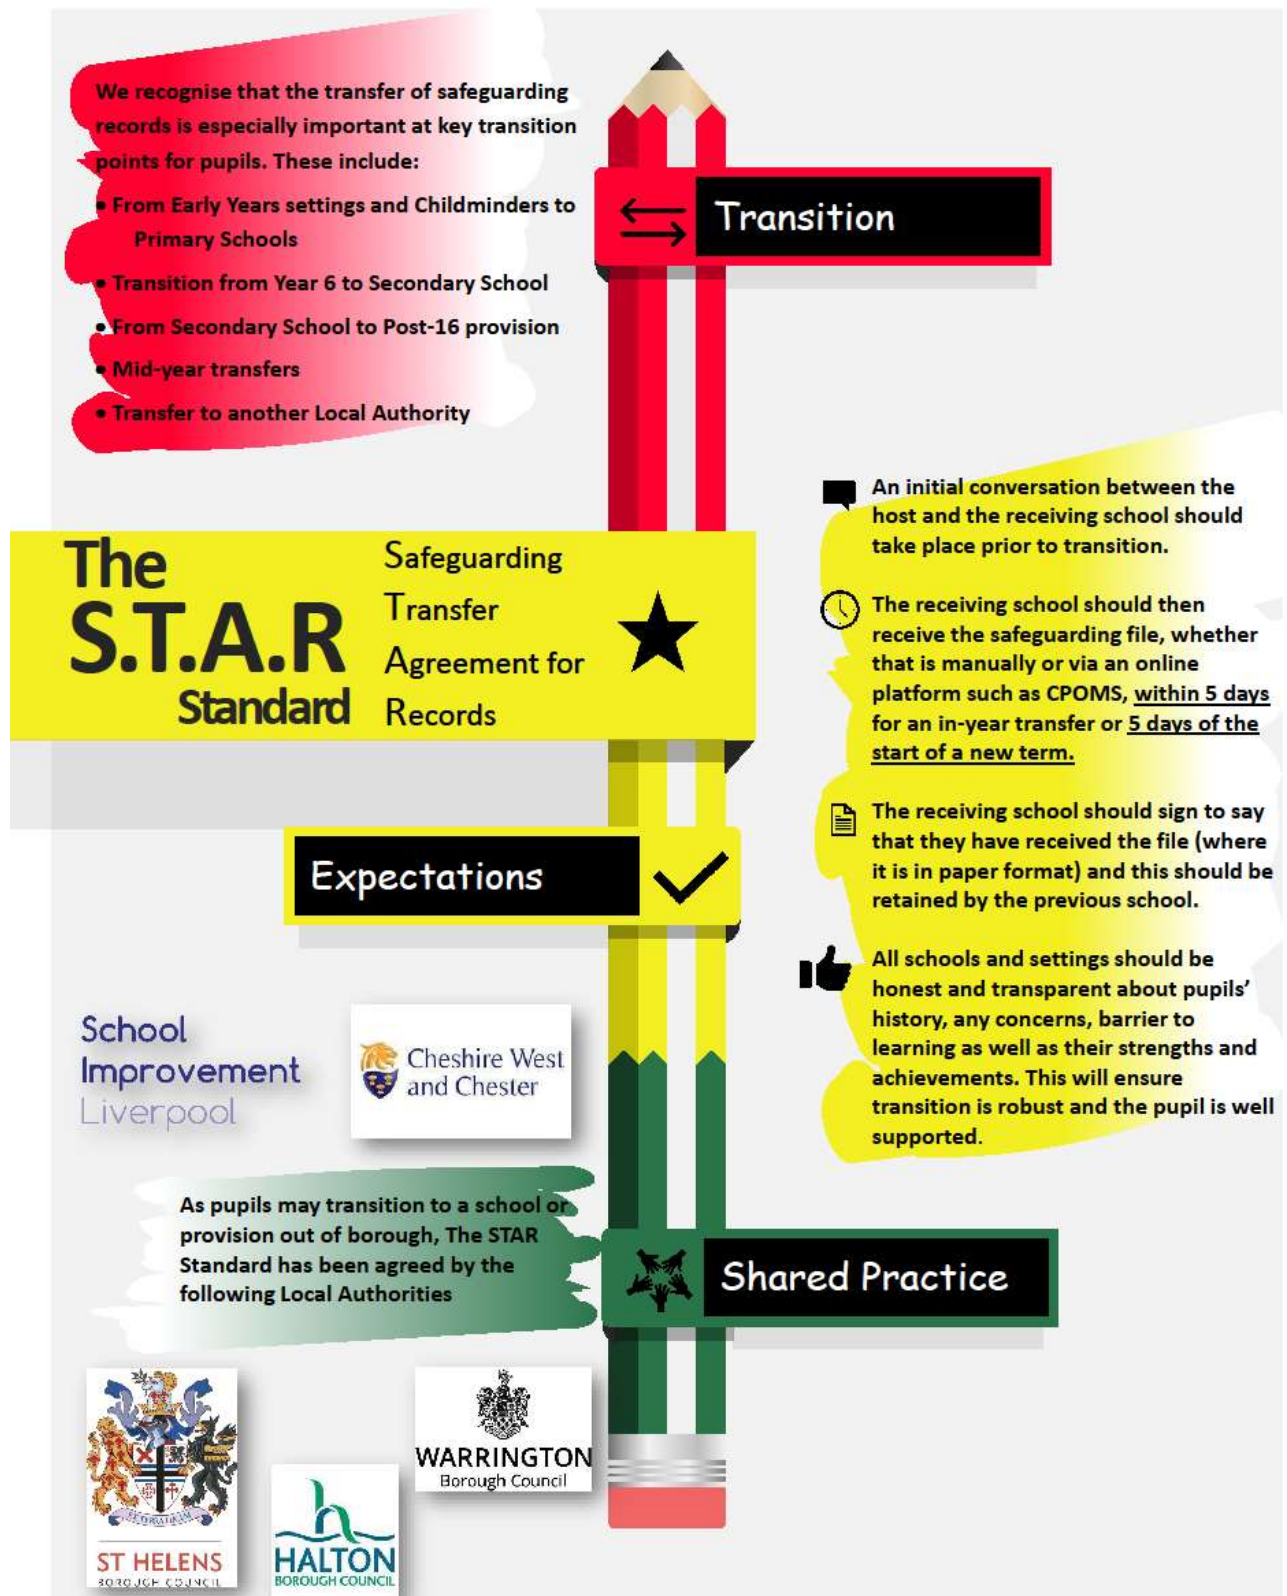 We recognise that the transfer of safeguarding
records is especially important at key transition
points for pupils. These include:
• From Early Years settings and Childminders to
Primary Schools
• Transition from Year 6 to Secondary School
• From Secondary School to Post-16 provision
• Mid-year transfers
• Transfer to another Local Authority
Transition
The
S.T.A.R
Standard
Safeguarding
Transfer
Agreement for
Records
An initial conversation between the
host and the receiving school should
take place prior to transition.
The receiving school should then
receive the safeguarding file, whether
that is manually or via an online
platform such as CPOMS, within 5 days
for an in-year transfer or 5 days of the
start of a new term.
The receiving school should sign to say
that they have received the file (where
it is in paper format) and this should be
retained by the previous school.
All schools and settings should be
honest and transparent about pupils’
history, any concerns, barrier to
learning as well as their strengths and
achievements. This will ensure
transition is robust and the pupil is well
supported.
Expectations
School
Improvement
Liverpool
Cheshire West
and Chester
As pupils may transition to a school or
provision out of borough, The STAR
Standard has been agreed by the
following Local Authorities
Shared Practice
ST HELENS
BOROUGH COUNCIL
HALTON
BOROUGH COUNCIL
WARRINGTON
Borough Council